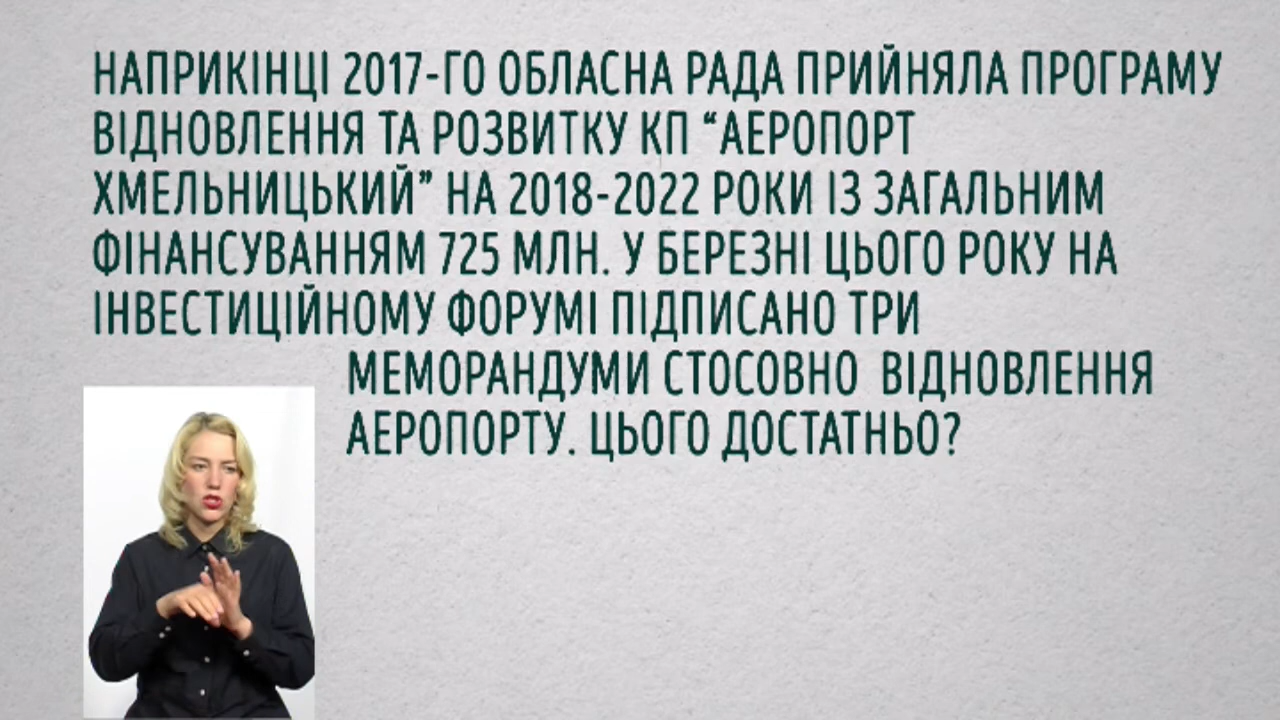 НАПРИКІНЦІ 2017-ГО ОБЛАСНА РАДА ПРИЙНЯЛА ПРОГРАМУ
ВІДНОВЛЕННЯ ТА РОЗВИТКУ КП “АЕРОПОРТ
ХМЕЛЬНИЦЬКИЙ” НА 2018-2022 РОКИ ІЗ ЗАГАЛЬНИМ
ФІНАНСУВАННЯМ 725 МЛН. У БЕРЕЗНІ ЦЬОГО РОКУ НА
ІНВЕСТИЦІЙНОМУ ФОРУМІ ПІДПИСАНО ТРИ
МЕМОРАНДУМИ СТОСОВНО ВІДНОВЛЕННЯ
АЕРОПОРТУ. ЦЬОГО ДОСТАТНЬО?